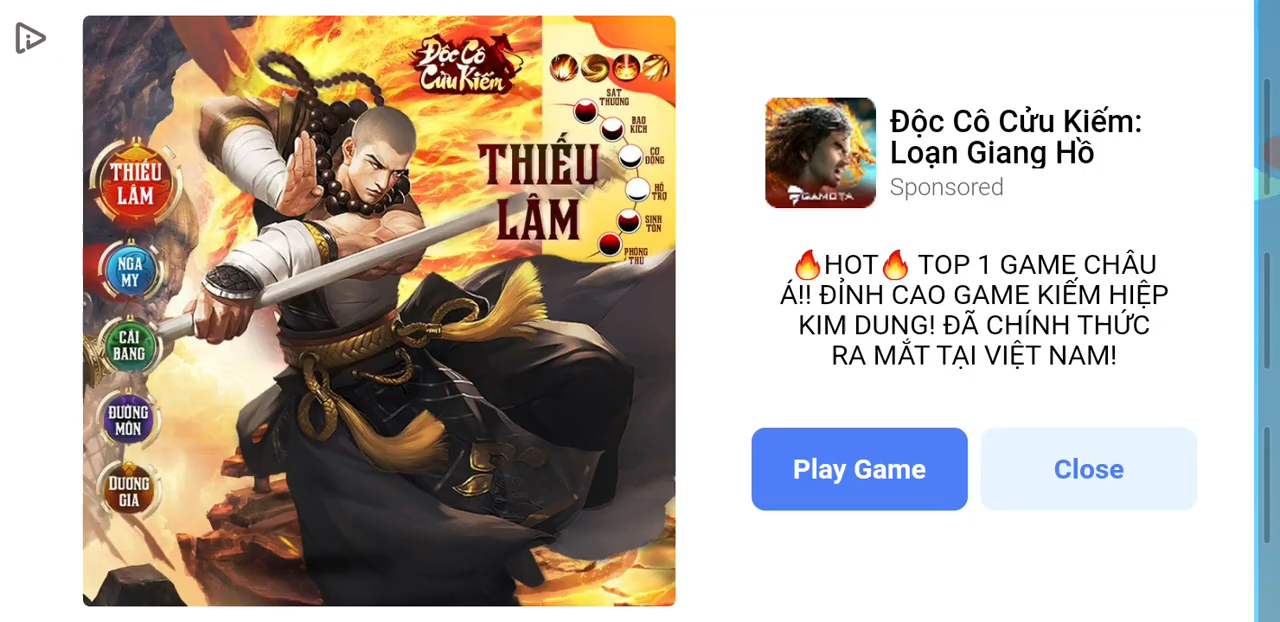 Độc Cô
Cửu Kiếm
SÁT
THƯƠNG
BẠO
KÍCH
CƠ
ĐỘNG
HỖ
TRỢ
SINH
TỒN
PHÒNG
THỦ
THIẾU
LÂM
THIẾU
LÂM
NGA
MY
CÁI
BANG
ĐƯỜNG
MÔN
DƯƠNG
GIA
GAMOTA
Độc Cô Cửu Kiếm:
Loạn Giang Hồ
Sponsored
🔥HOT🔥 TOP 1 GAME CHÂU
Á!! ĐỈNH CAO GAME KIẾM HIỆP
KIM DUNG! ĐÃ CHÍNH THỨC
RA MẮT TẠI VIỆT NAM!
Play Game
Close